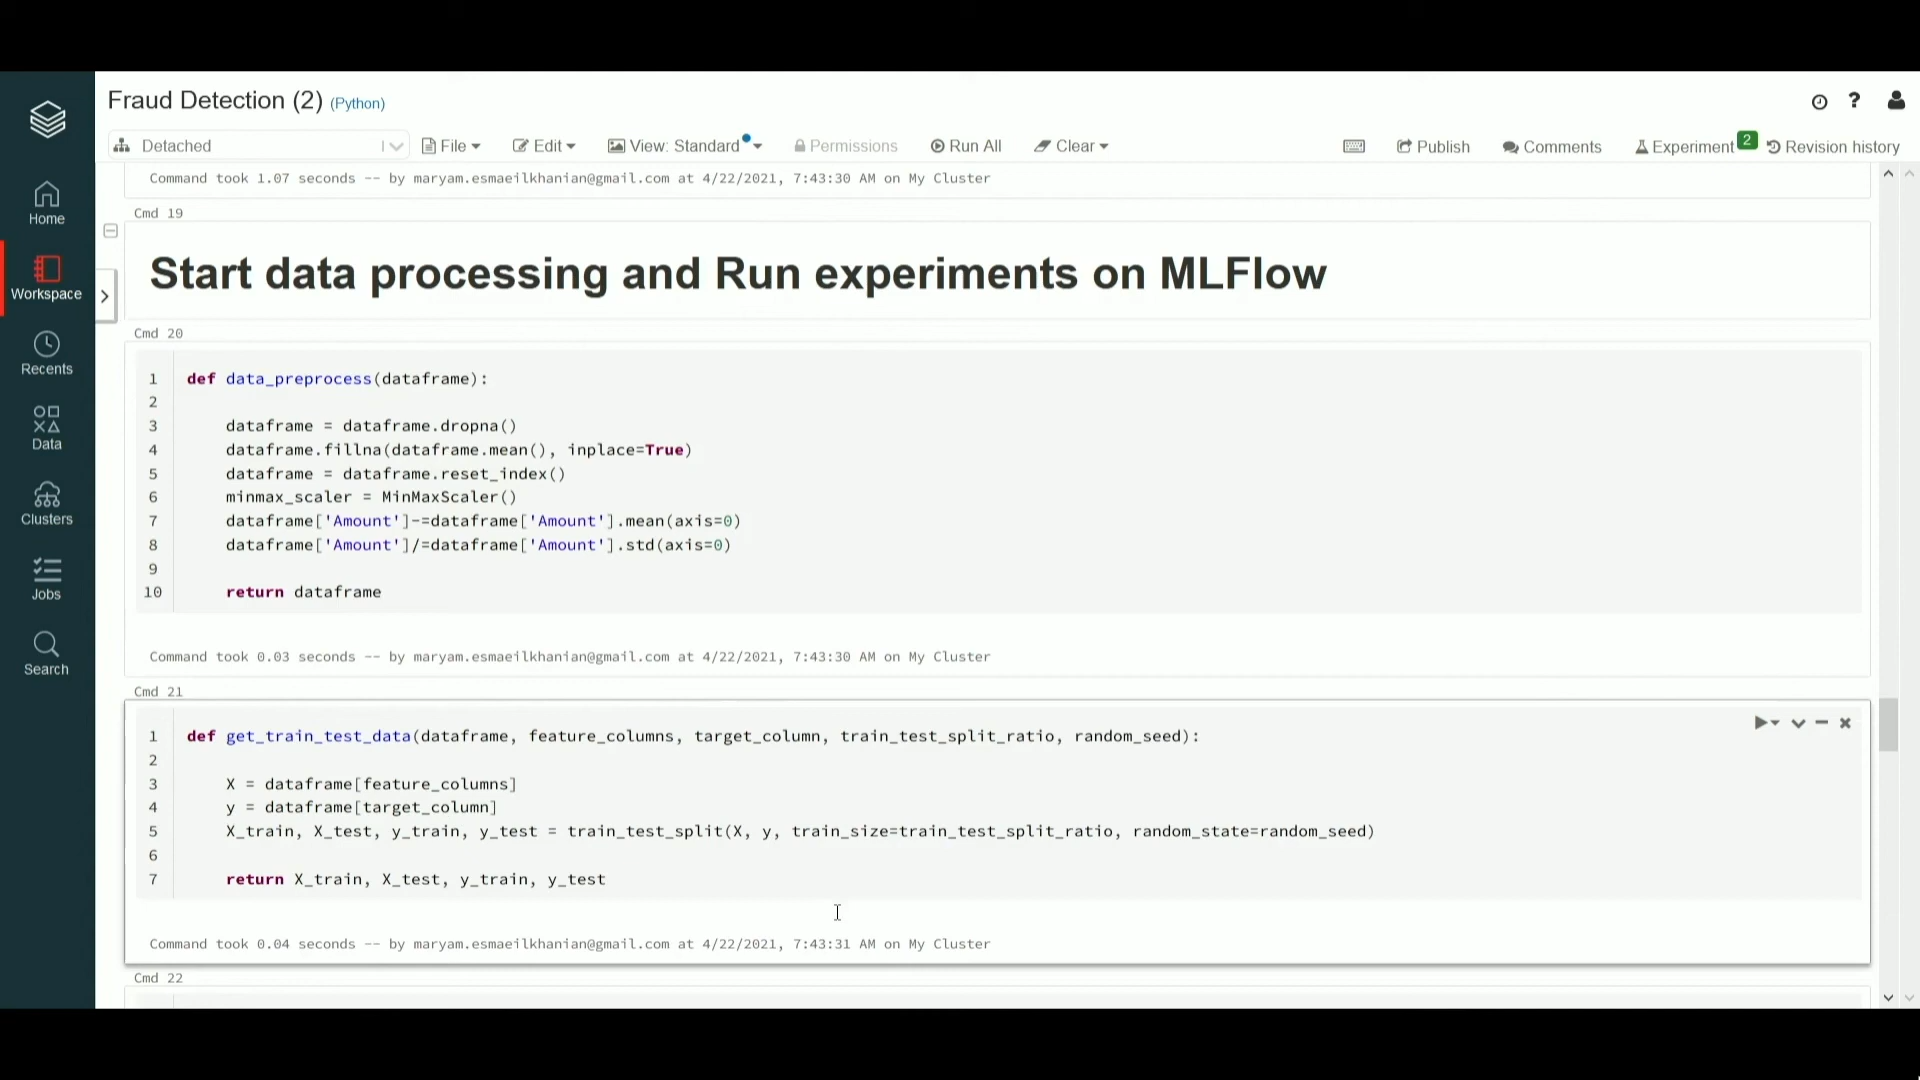 Fraud Detection (2) (Python)
Detached File Edit View: Standard Permissions Run All Clear Publish Comments Experiment 2 Revision history
Home
Workspace
Recents
Data
Clusters
Jobs
Search
Command took 1.07 seconds -- by maryam.esmaeilkhanian@gmail.com at 4/22/2021, 7:43:30 AM on My Cluster
Cmd 19
Start data processing and Run experiments on MLFlow
Cmd 20
1 def data_preprocess(dataframe):
2
3 dataframe = dataframe.dropna()
4 dataframe.fillna(dataframe.mean(), inplace=True)
5 dataframe = dataframe.reset_index()
6 minmax_scaler = MinMaxScaler()
7 dataframe['Amount']-=dataframe['Amount'].mean(axis=0)
8 dataframe['Amount']/=dataframe['Amount'].std(axis=0)
9
10 return dataframe
Command took 0.03 seconds -- by maryam.esmaeilkhanian@gmail.com at 4/22/2021, 7:43:30 AM on My Cluster
Cmd 21
1 def get_train_test_data(dataframe, feature_columns, target_column, train_test_split_ratio, random_seed):
2
3 X = dataframe[feature_columns]
4 y = dataframe[target_column]
5 X_train, X_test, y_train, y_test = train_test_split(X, y, train_size=train_test_split_ratio, random_state=random_seed)
6
7 return X_train, X_test, y_train, y_test
Command took 0.04 seconds -- by maryam.esmaeilkhanian@gmail.com at 4/22/2021, 7:43:31 AM on My Cluster
Cmd 22